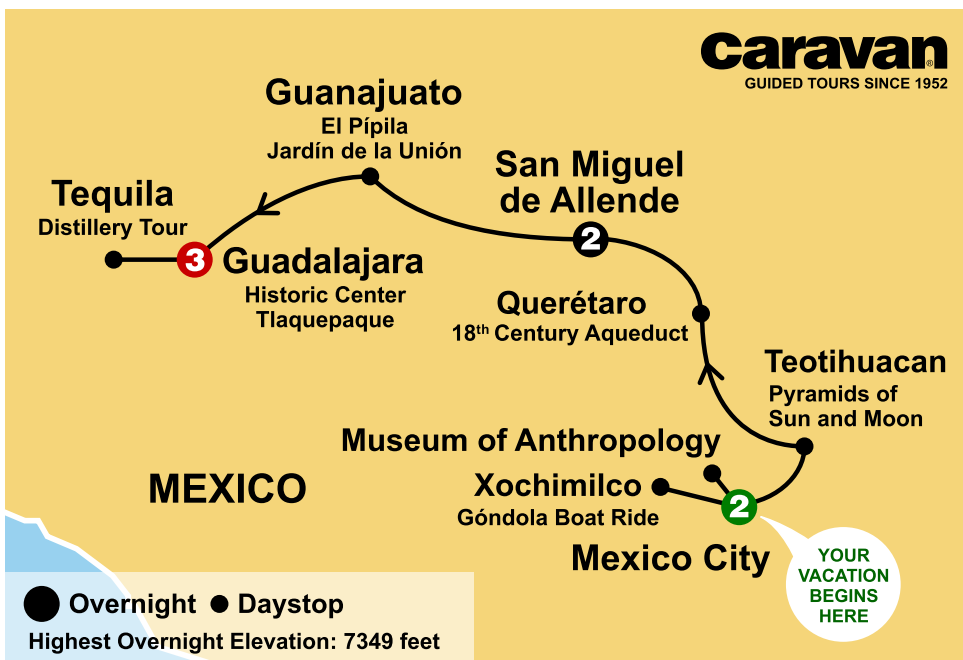 caravan®
GUIDED TOURS SINCE 1952
Guanajuato
El Pípila
Jardín de la Unión
San Miguel
de Allende
2
Tequila
Distillery Tour
3
Guadalajara
Historic Center
Tlaquepaque
Querétaro
18th Century Aqueduct
Teotihuacan
Pyramids of
Sun and Moon
Museum of Anthropology
Xochimilco
Góndola Boat Ride
2
Mexico City
MEXICO
YOUR
VACATION
BEGINS
HERE
Overnight Daystop
Highest Overnight Elevation: 7349 feet